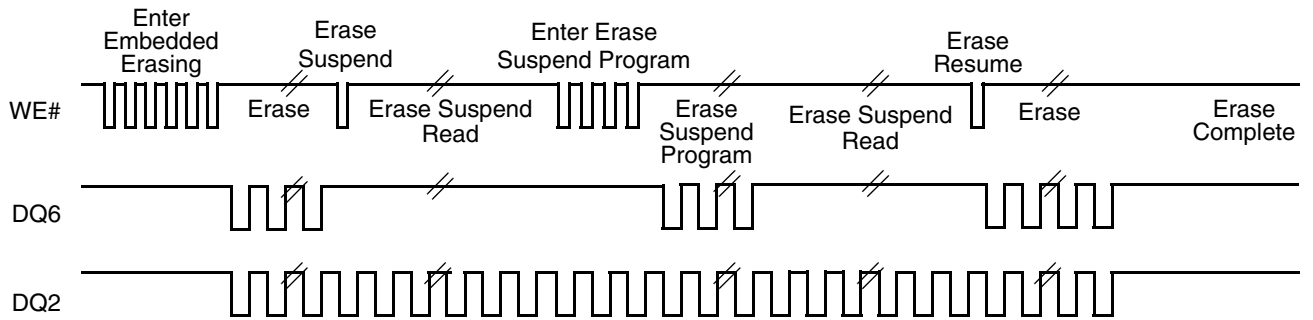 Enter
Embedded
Erasing
Erase
Suspend
Enter Erase
Suspend Program
Erase
Resume
WE#
Erase
Erase Suspend
Read
Erase
Suspend
Program
Erase Suspend
Read
Erase
Erase
Complete
DQ6
DQ2